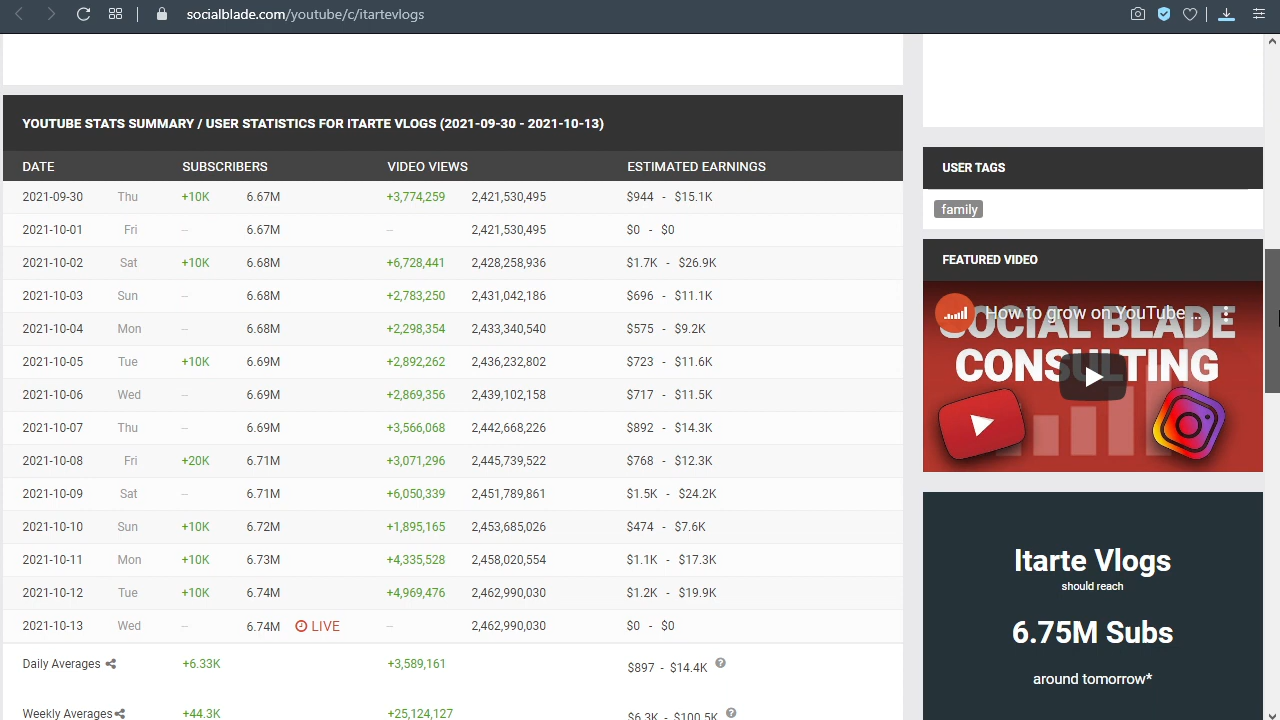 socialblade.com/youtube/c/itartevlogs
YOUTUBE STATS SUMMARY / USER STATISTICS FOR ITARTE VLOGS (2021-09-30 - 2021-10-13)
DATE SUBSCRIBERS VIDEO VIEWS ESTIMATED EARNINGS
2021-09-30 Thu +10K 6.67M +3,774,259 2,421,530,495 $944 - $15.1K
2021-10-01 Fri -- 6.67M -- 2,421,530,495 $0 - $0
2021-10-02 Sat +10K 6.68M +6,728,441 2,428,258,936 $1.7K - $26.9K
2021-10-03 Sun -- 6.68M +2,783,250 2,431,042,186 $696 - $11.1K
2021-10-04 Mon -- 6.68M +2,298,354 2,433,340,540 $575 - $9.2K
2021-10-05 Tue +10K 6.69M +2,892,262 2,436,232,802 $723 - $11.6K
2021-10-06 Wed -- 6.69M +2,869,356 2,439,102,158 $717 - $11.5K
2021-10-07 Thu -- 6.69M +3,566,068 2,442,668,226 $892 - $14.3K
2021-10-08 Fri +20K 6.71M +3,071,296 2,445,739,522 $768 - $12.3K
2021-10-09 Sat -- 6.71M +6,050,339 2,451,789,861 $1.5K - $24.2K
2021-10-10 Sun +10K 6.72M +1,895,165 2,453,685,026 $474 - $7.6K
2021-10-11 Mon +10K 6.73M +4,335,528 2,458,020,554 $1.1K - $17.3K
2021-10-12 Tue +10K 6.74M +4,969,476 2,462,990,030 $1.2K - $19.9K
2021-10-13 Wed -- 6.74M LIVE -- 2,462,990,030 $0 - $0
Daily Averages +6.33K +3,589,161 $897 - $14.4K
Weekly Averages +44.3K +25,124,127 $6.3K - $100.5K
USER TAGS
family
FEATURED VIDEO
How to grow on YouTube ...
SOCIAL BLADE
CONSULTING
Itarte Vlogs
should reach
6.75M Subs
around tomorrow*